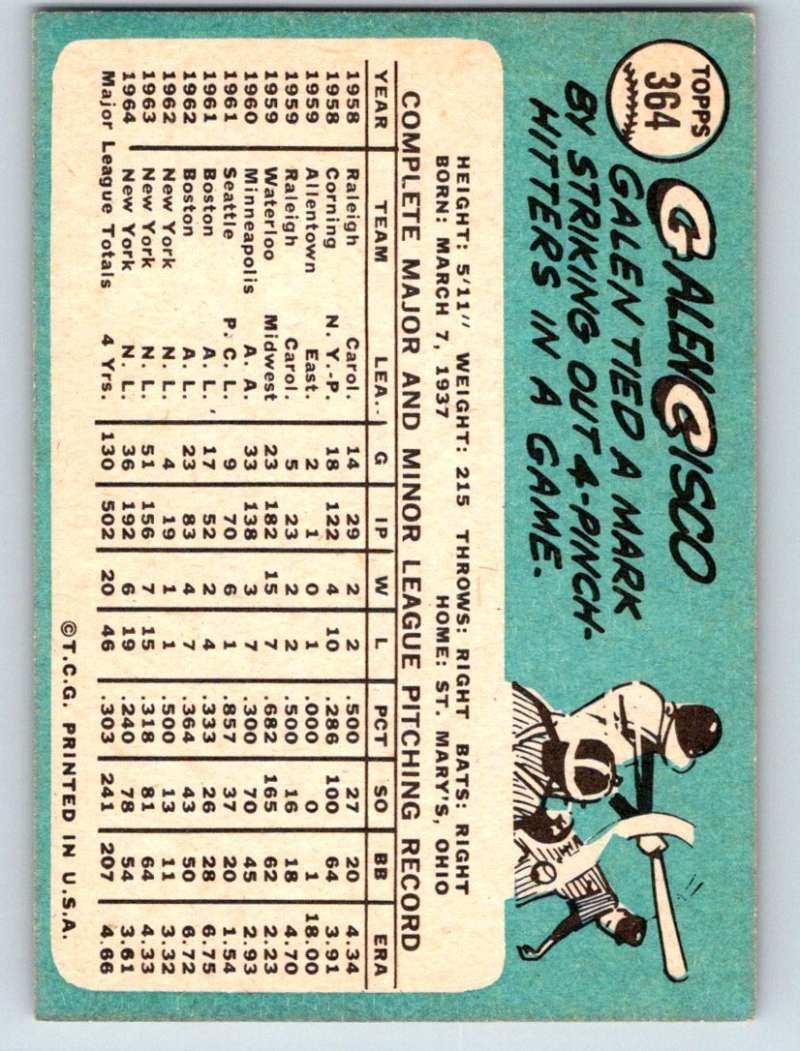 TOPPS
364
GALEN CISCO
GALEN TIED A MARK
BY STRIKING OUT 4-PINCH-
HITTERS IN A GAME.
HEIGHT: 5'11" WEIGHT: 215 THROWS: RIGHT BATS: RIGHT
BORN: MARCH 7, 1937 HOME: ST. MARY'S, OHIO
COMPLETE MAJOR AND MINOR LEAGUE PITCHING RECORD
YEAR TEAM LEA. G IP W L PCT SO BB ERA
1958 Raleigh Carol. 14 29 2 2 .500 27 20 4.34
1958 Corning N.Y.-P. 18 122 4 10 .286 100 64 3.91
1959 Allentown East. 2 1 0 1 .000 0 1 18.00
1959 Raleigh Carol. 5 23 2 2 .500 16 18 4.70
1959 Waterloo Midwest 23 182 15 7 .682 165 62 2.23
1960 Minneapolis A.A. 33 138 3 7 .300 70 45 2.93
1961 Seattle P.C.L. 9 70 6 1 .857 37 20 1.54
1961 Boston A.L. 17 52 2 4 .333 26 28 6.75
1962 Boston A.L. 23 83 4 7 .364 43 50 6.72
1962 New York N.L. 4 19 1 1 .500 13 11 3.32
1963 New York N.L. 51 156 7 15 .318 81 64 4.33
1964 New York N.L. 36 192 6 19 .240 78 54 3.61
Major League Totals 4 Yrs. 130 502 20 46 .303 241 207 4.66
©T.C.G. PRINTED IN U.S.A.